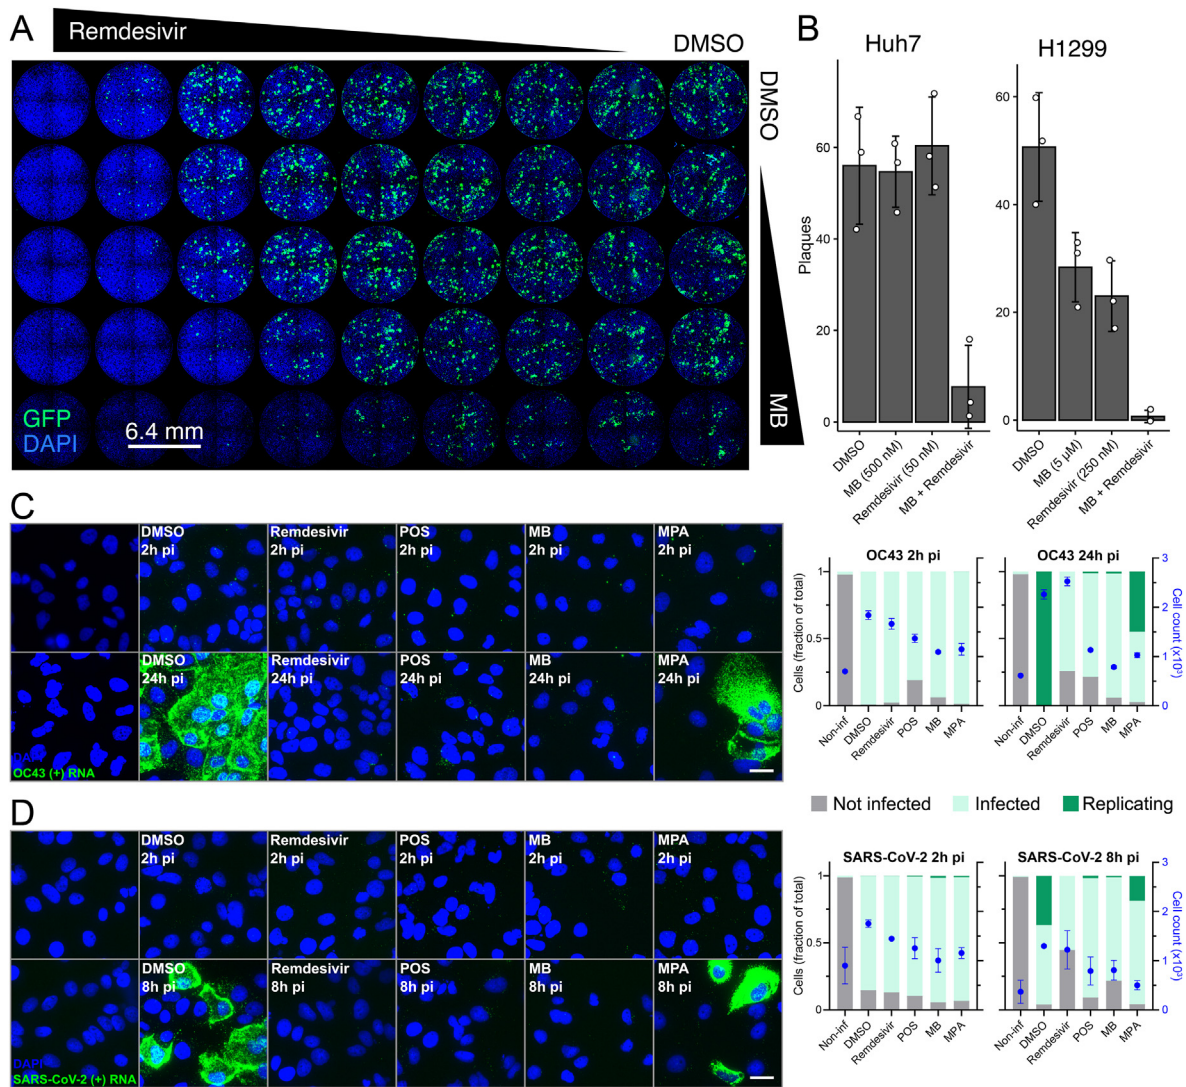 A
Remdesivir
DMSO
DMSO
MB
GFP
DAPI
6.4 mm
B
Huh7
H1299
Plaques
60
40
20
0
60
40
20
0
DMSO
MB (500 nM)
Remdesivir (50 nM)
MB + Remdesivir
DMSO
MB (5 µM)
Remdesivir (250 nM)
MB + Remdesivir
C
DMSO
2h pi
Remdesivir
2h pi
POS
2h pi
MB
2h pi
MPA
2h pi
DMSO
24h pi
Remdesivir
24h pi
POS
24h pi
MB
24h pi
MPA
24h pi
DAPI
OC43 (+) RNA
OC43 2h pi
OC43 24h pi
Cells (fraction of total)
1
0.5
0
1
0.5
0
3
2
1
0
Cell count (x10³)
Non-inf
DMSO
Remdesivir
POS
MB
MPA
Non-inf
DMSO
Remdesivir
POS
MB
MPA
Not infected
Infected
Replicating
D
DMSO
2h pi
Remdesivir
2h pi
POS
2h pi
MB
2h pi
MPA
2h pi
DMSO
8h pi
Remdesivir
8h pi
POS
8h pi
MB
8h pi
MPA
8h pi
DAPI
SARS-CoV-2 (+) RNA
SARS-CoV-2 2h pi
SARS-CoV-2 8h pi
Cells (fraction of total)
1
0.5
0
1
0.5
0
3
2
1
0
Cell count (x10³)
Non-inf
DMSO
Remdesivir
POS
MB
MPA
Non-inf
DMSO
Remdesivir
POS
MB
MPA